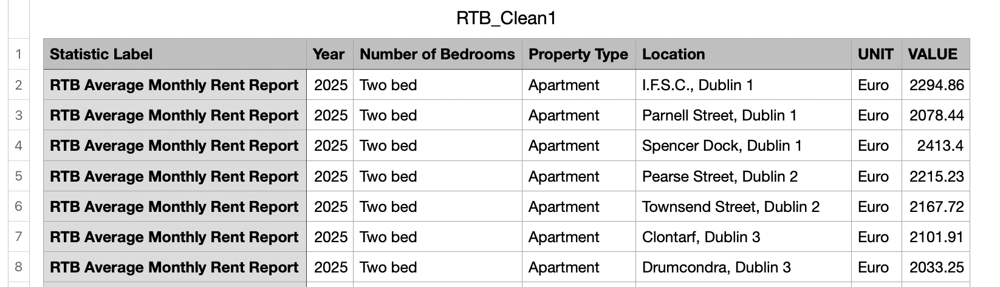 RTB_Clean1
1 Statistic Label Year Number of Bedrooms Property Type Location UNIT VALUE
2 RTB Average Monthly Rent Report 2025 Two bed Apartment I.F.S.C., Dublin 1 Euro 2294.86
3 RTB Average Monthly Rent Report 2025 Two bed Apartment Parnell Street, Dublin 1 Euro 2078.44
4 RTB Average Monthly Rent Report 2025 Two bed Apartment Spencer Dock, Dublin 1 Euro 2413.4
5 RTB Average Monthly Rent Report 2025 Two bed Apartment Pearse Street, Dublin 2 Euro 2215.23
6 RTB Average Monthly Rent Report 2025 Two bed Apartment Townsend Street, Dublin 2 Euro 2167.72
7 RTB Average Monthly Rent Report 2025 Two bed Apartment Clontarf, Dublin 3 Euro 2101.91
8 RTB Average Monthly Rent Report 2025 Two bed Apartment Drumcondra, Dublin 3 Euro 2033.25